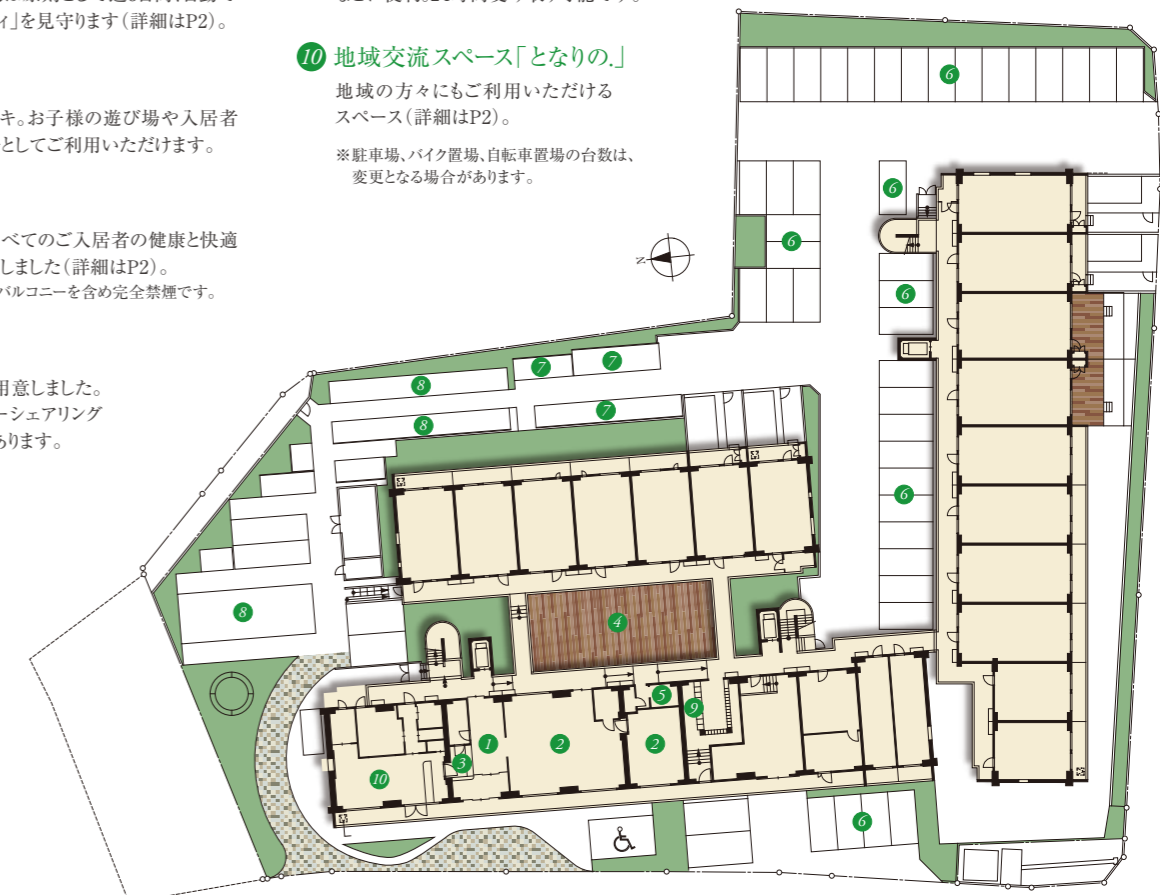 ィ」を見守ります(詳細はP2)。
キ。お子様の遊び場や入居者
としてご利用いただけます。
べてのご入居者の健康と快適
しました(詳細はP2)。
バルコニーを含め完全禁煙です。
用意しました。
ーシェアリング
あります。
10 地域交流スペース「となりの.」
地域の方々にもご利用いただける
スペース(詳細はP2)。
※駐車場、バイク置場、自転車置場の台数は、
変更となる場合があります。
N
6
6
6
6
7
7
8
7
8
6
8
4
5
9
1
2
2
3
10
6